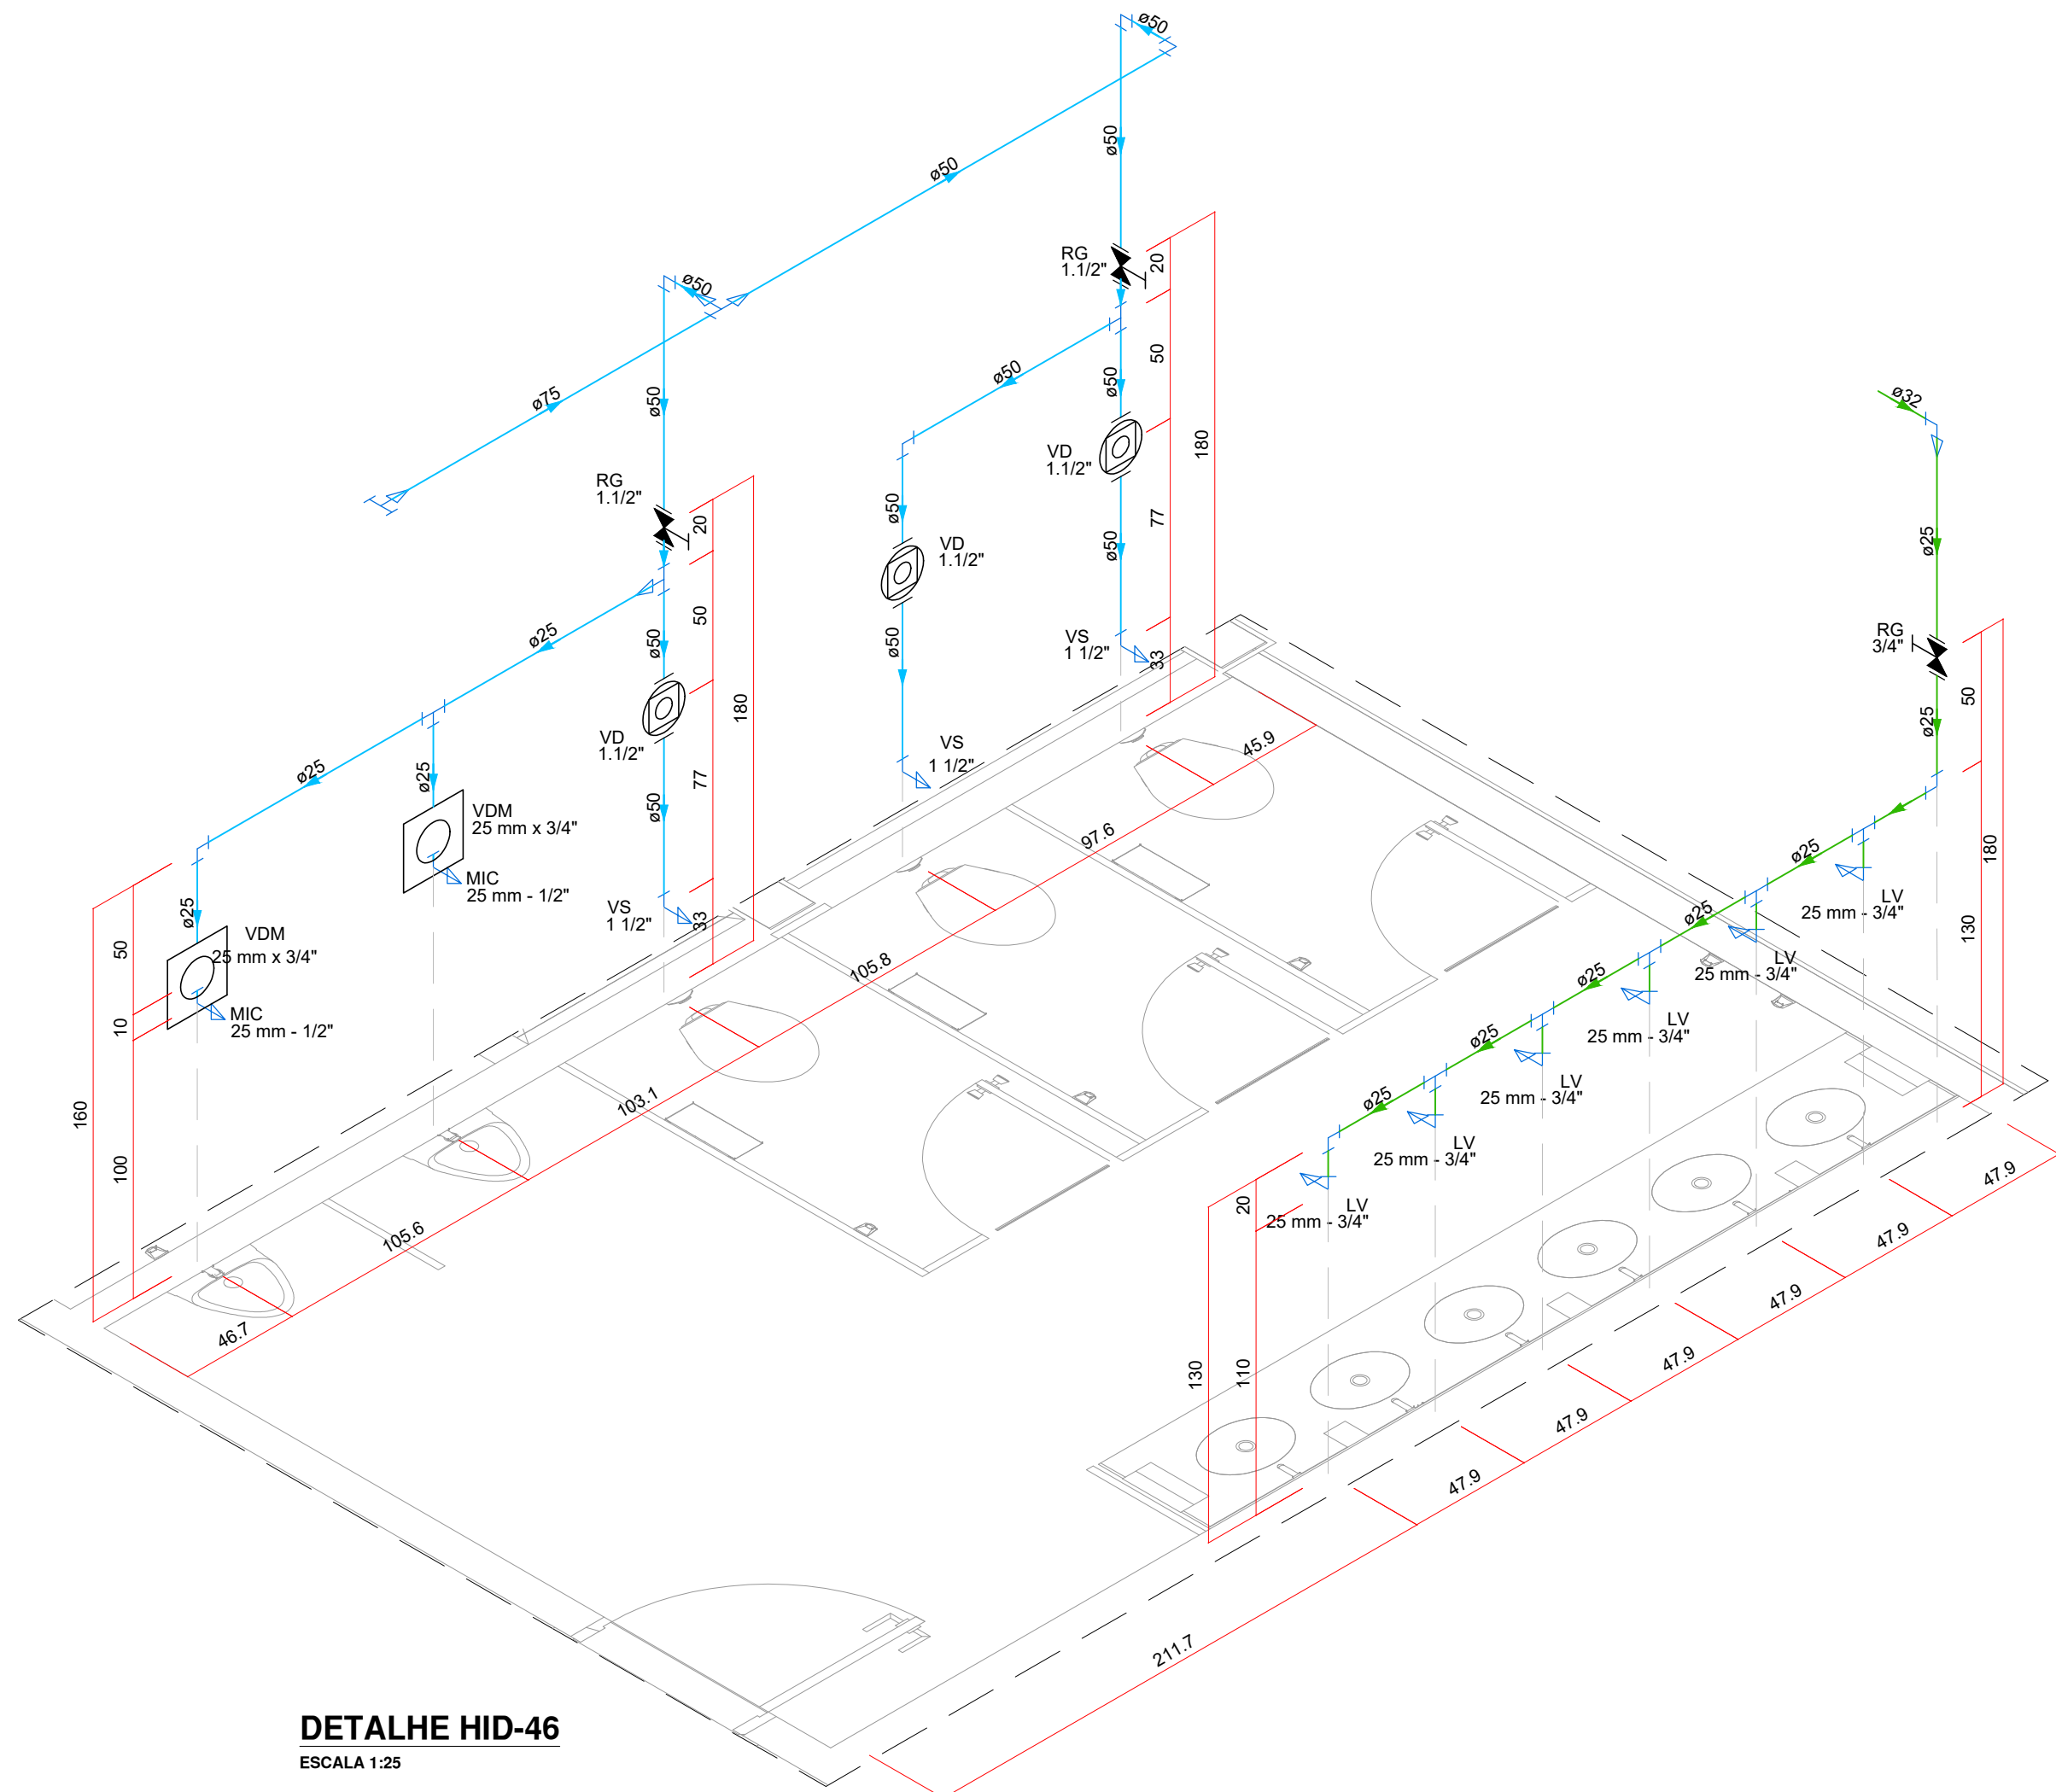 ø50
ø50
ø50
RG
1.1/2"
20
ø50
ø75
ø50
50
ø50
ø50
VD
1.1/2"
180
ø32
RG
1.1/2"
20
ø50
VD
1.1/2"
77
ø50
ø25
ø25
50
ø50
ø50
VS
1 1/2"
33
RG
3/4"
50
ø25
VD
1.1/2"
180
77
ø50
VS
1 1/2"
45.9
ø25
ø25
VDM
25 mm x 3/4"
MIC
25 mm - 1/2"
97.6
ø25
180
130
LV
25 mm - 3/4"
ø25
VS
1 1/2"
33
ø25
50
VDM
25 mm x 3/4"
105.8
LV
25 mm - 3/4"
ø25
MIC
25 mm - 1/2"
10
LV
25 mm - 3/4"
ø25
160
100
103.1
LV
25 mm - 3/4"
ø25
LV
25 mm - 3/4"
105.6
20
LV
25 mm - 3/4"
47.9
47.9
47.9
46.7
130
110
47.9
47.9
47.9
211.7
DETALHE HID-46
ESCALA 1:25